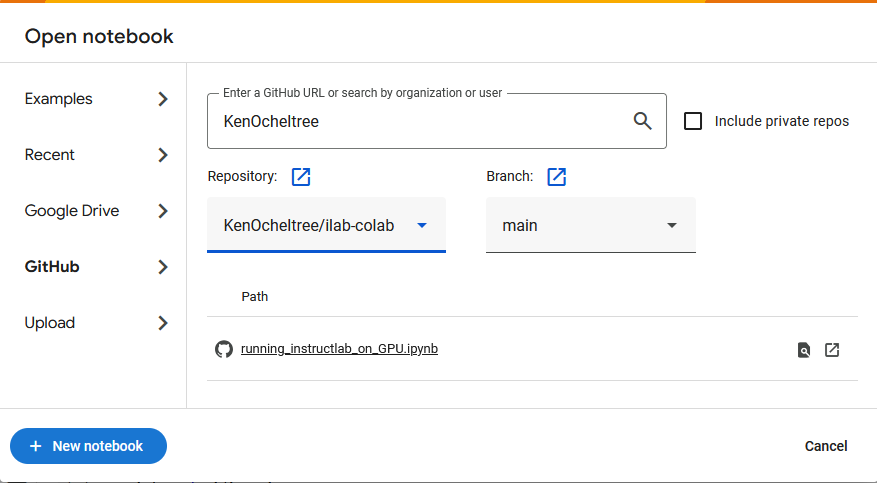 Open notebook
Examples
Recent
Google Drive
GitHub
Upload
Enter a GitHub URL or search by organization or user
KenOcheltree
Include private repos
Repository:
Branch:
KenOcheltree/ilab-colab
main
Path
running_instructlab_on_GPU.ipynb
+ New notebook
Cancel